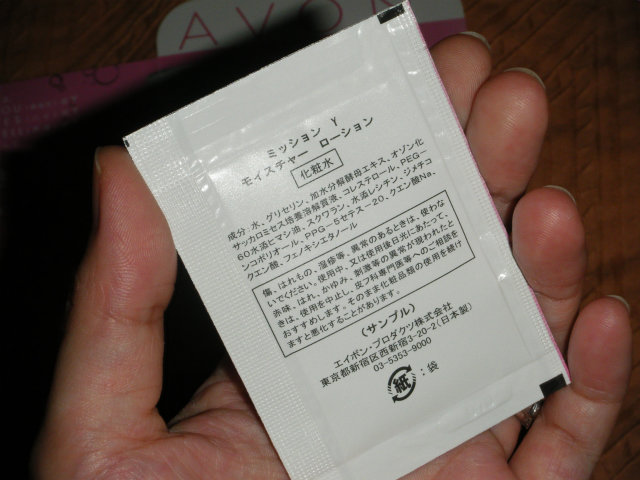 AVON
ミッション Y
モイスチャー ローション
化粧水
成分：水、グリセリン、加水分解酵母エキス、オゾン化
サッカロミセス培養溶解質液、コレステロール、PEG-
60水添ヒマシ油、スクワラン、水添レシチン、ジメチコ
ンコポリオール、PPG-5セテス-20、クエン酸Na、
クエン酸、フェノキシエタノール
傷、はれもの、湿疹等、異常のあるときは、使わな
いでください。使用中、又は使用後日光にあたって、
赤味、はれ、かゆみ、刺激等の異常が現われたと
きは、使用を中止し、皮フ科専門医等へのご相談を
おすすめします。そのまま化粧品類の使用を続け
ますと悪化することがあります。
(サンプル)
エイボン・プロダクツ株式会社
東京都新宿区西新宿3-20-2(日本製)
03-5353-9000
紙：袋